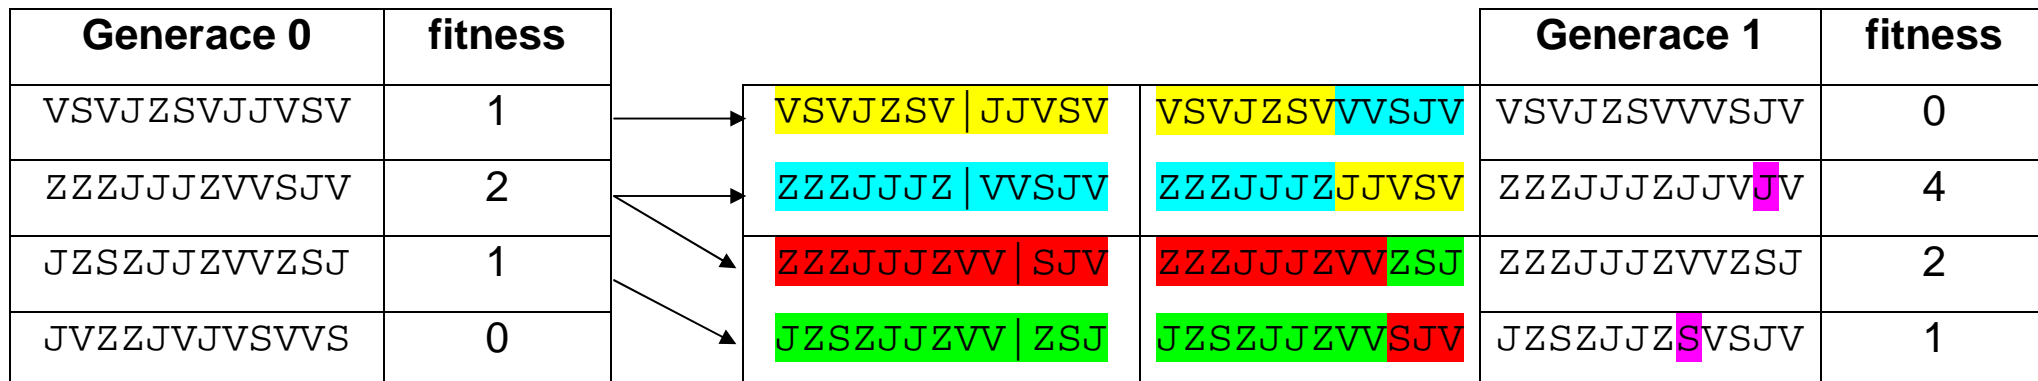 Generace 0 fitness Generace 1 fitness
VSVJZSVJJVSV 1 VSVJZSV|JJVSV VSVJZSVVVSJV VSVJZSVVVSJV 0
ZZZJJJZVVSJV 2 ZZZJJJZ|VVSJV ZZZJJJZJJVSV ZZZJJJZJJVJV 4
JZSZJJZVVZSJ 1 ZZZJJJZVV|SJV ZZZJJJZVVZSJ ZZZJJJZVVZSJ 2
JVZZJVJVSVVS 0 JZSZJJZVV|ZSJ JZSZJJZVVSJV JZSZJJZSVSJV 1